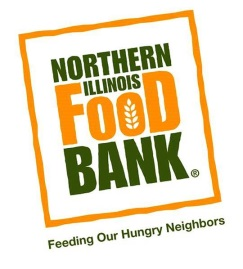 NORTHERN
ILLINOIS
FOOD
BANK®
Feeding Our Hungry Neighbors